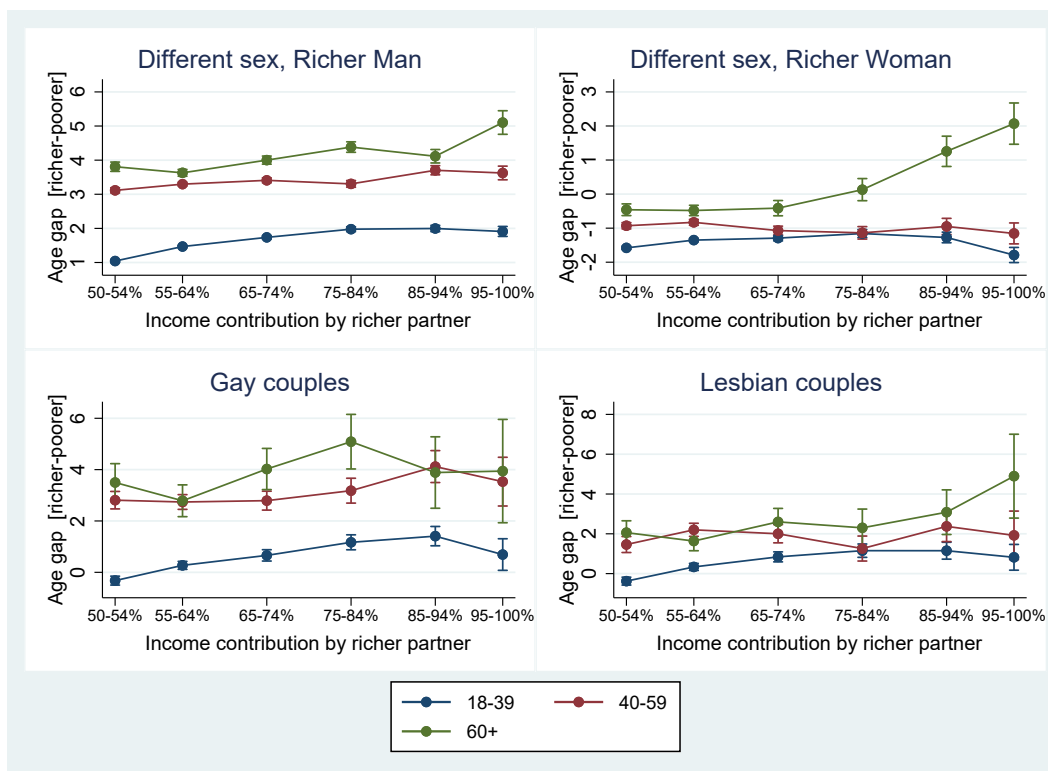 Different sex, Richer Man
Age gap [richer-poorer]
6
5
4
3
2
1
50-54% 55-64% 65-74% 75-84% 85-94% 95-100%
Income contribution by richer partner
Different sex, Richer Woman
Age gap [richer-poorer]
3
2
1
0
-1
-2
50-54% 55-64% 65-74% 75-84% 85-94% 95-100%
Income contribution by richer partner
Gay couples
Age gap [richer-poorer]
6
4
2
0
50-54% 55-64% 65-74% 75-84% 85-94% 95-100%
Income contribution by richer partner
Lesbian couples
Age gap [richer-poorer]
8
6
4
2
0
50-54% 55-64% 65-74% 75-84% 85-94% 95-100%
Income contribution by richer partner
18-39 40-59
60+